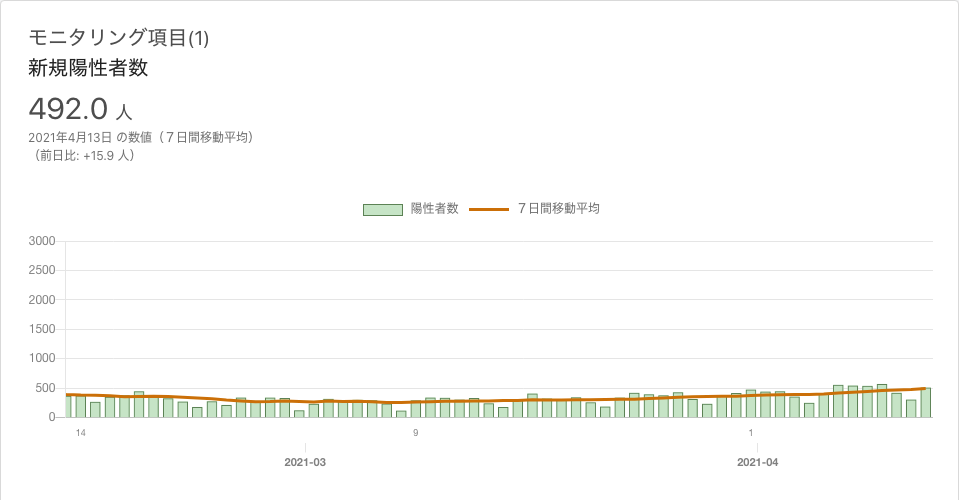 モニタリング項目(1)
新規陽性者数
492.0 人
2021年4月13日 の数値（７日間移動平均）
（前日比: +15.9 人）
陽性者数 ７日間移動平均
3000
2500
2000
1500
1000
500
0
14 9 1
2021-03 2021-04